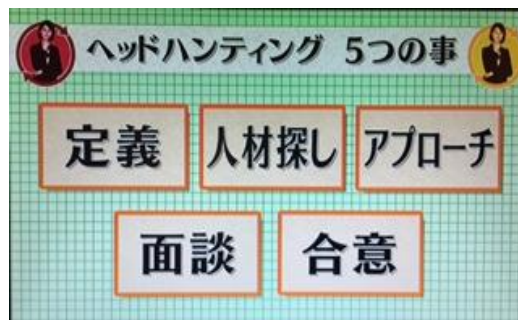 ヘッドハンティング 5つの事
定義 人材探し アプローチ
面談 合意